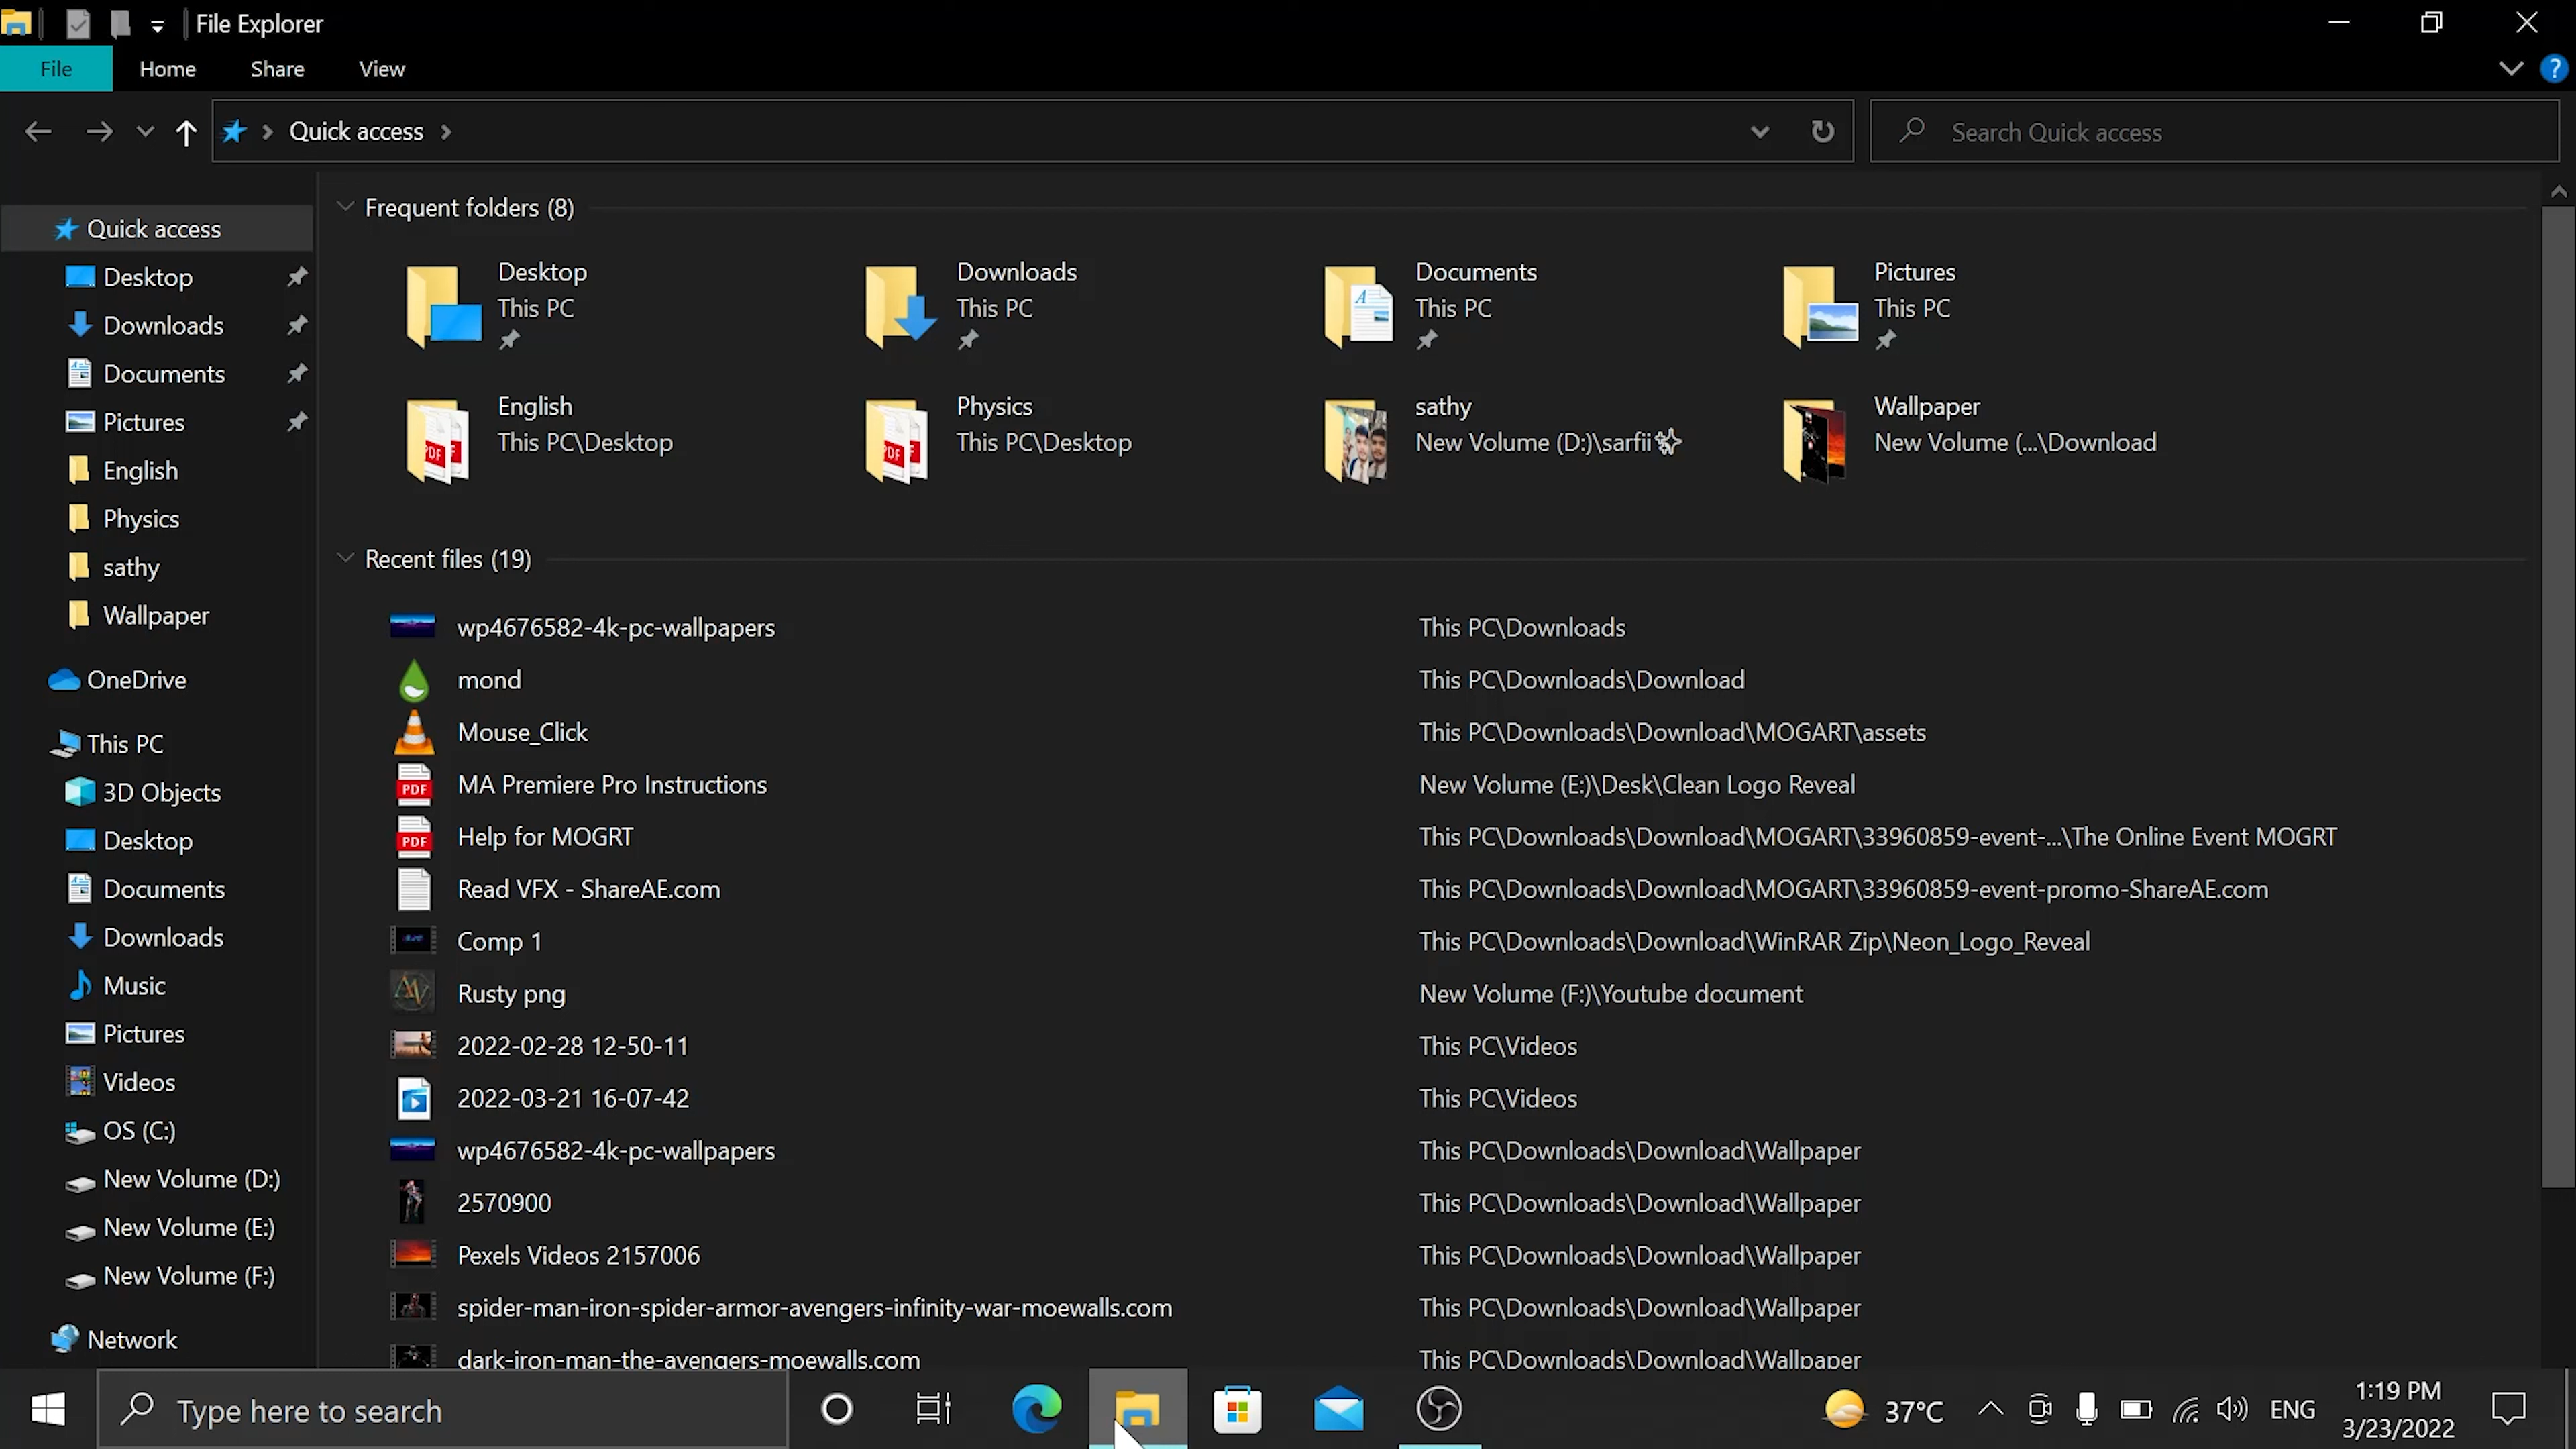 File Explorer
File Home Share View
Quick access
Search Quick access
Quick access
Desktop
Downloads
Documents
Pictures
English
Physics
sathy
Wallpaper
OneDrive
This PC
3D Objects
Desktop
Documents
Downloads
Music
Pictures
Videos
OS (C:)
New Volume (D:)
New Volume (E:)
New Volume (F:)
Network
Frequent folders (8)
Desktop
This PC
Downloads
This PC
Documents
This PC
Pictures
This PC
English
This PC\Desktop
Physics
This PC\Desktop
sathy
New Volume (D:)\sarfii✨
Wallpaper
New Volume (...\Download
Recent files (19)
wp4676582-4k-pc-wallpapers This PC\Downloads
mond This PC\Downloads\Download
Mouse_Click This PC\Downloads\Download\MOGART\assets
PDF MA Premiere Pro Instructions New Volume (E:)\Desk\Clean Logo Reveal
PDF Help for MOGRT This PC\Downloads\Download\MOGART\33960859-event-...\The Online Event MOGRT
Read VFX - ShareAE.com This PC\Downloads\Download\MOGART\33960859-event-promo-ShareAE.com
Comp 1 This PC\Downloads\Download\WinRAR Zip\Neon_Logo_Reveal
Rusty png New Volume (F:)\Youtube document
2022-02-28 12-50-11 This PC\Videos
2022-03-21 16-07-42 This PC\Videos
wp4676582-4k-pc-wallpapers This PC\Downloads\Download\Wallpaper
2570900 This PC\Downloads\Download\Wallpaper
Pexels Videos 2157006 This PC\Downloads\Download\Wallpaper
spider-man-iron-spider-armor-avengers-infinity-war-moewalls.com This PC\Downloads\Download\Wallpaper
dark-iron-man-the-avengers-moewalls.com This PC\Downloads\Download\Wallpaper
Type here to search
37°C
ENG
1:19 PM
3/23/2022